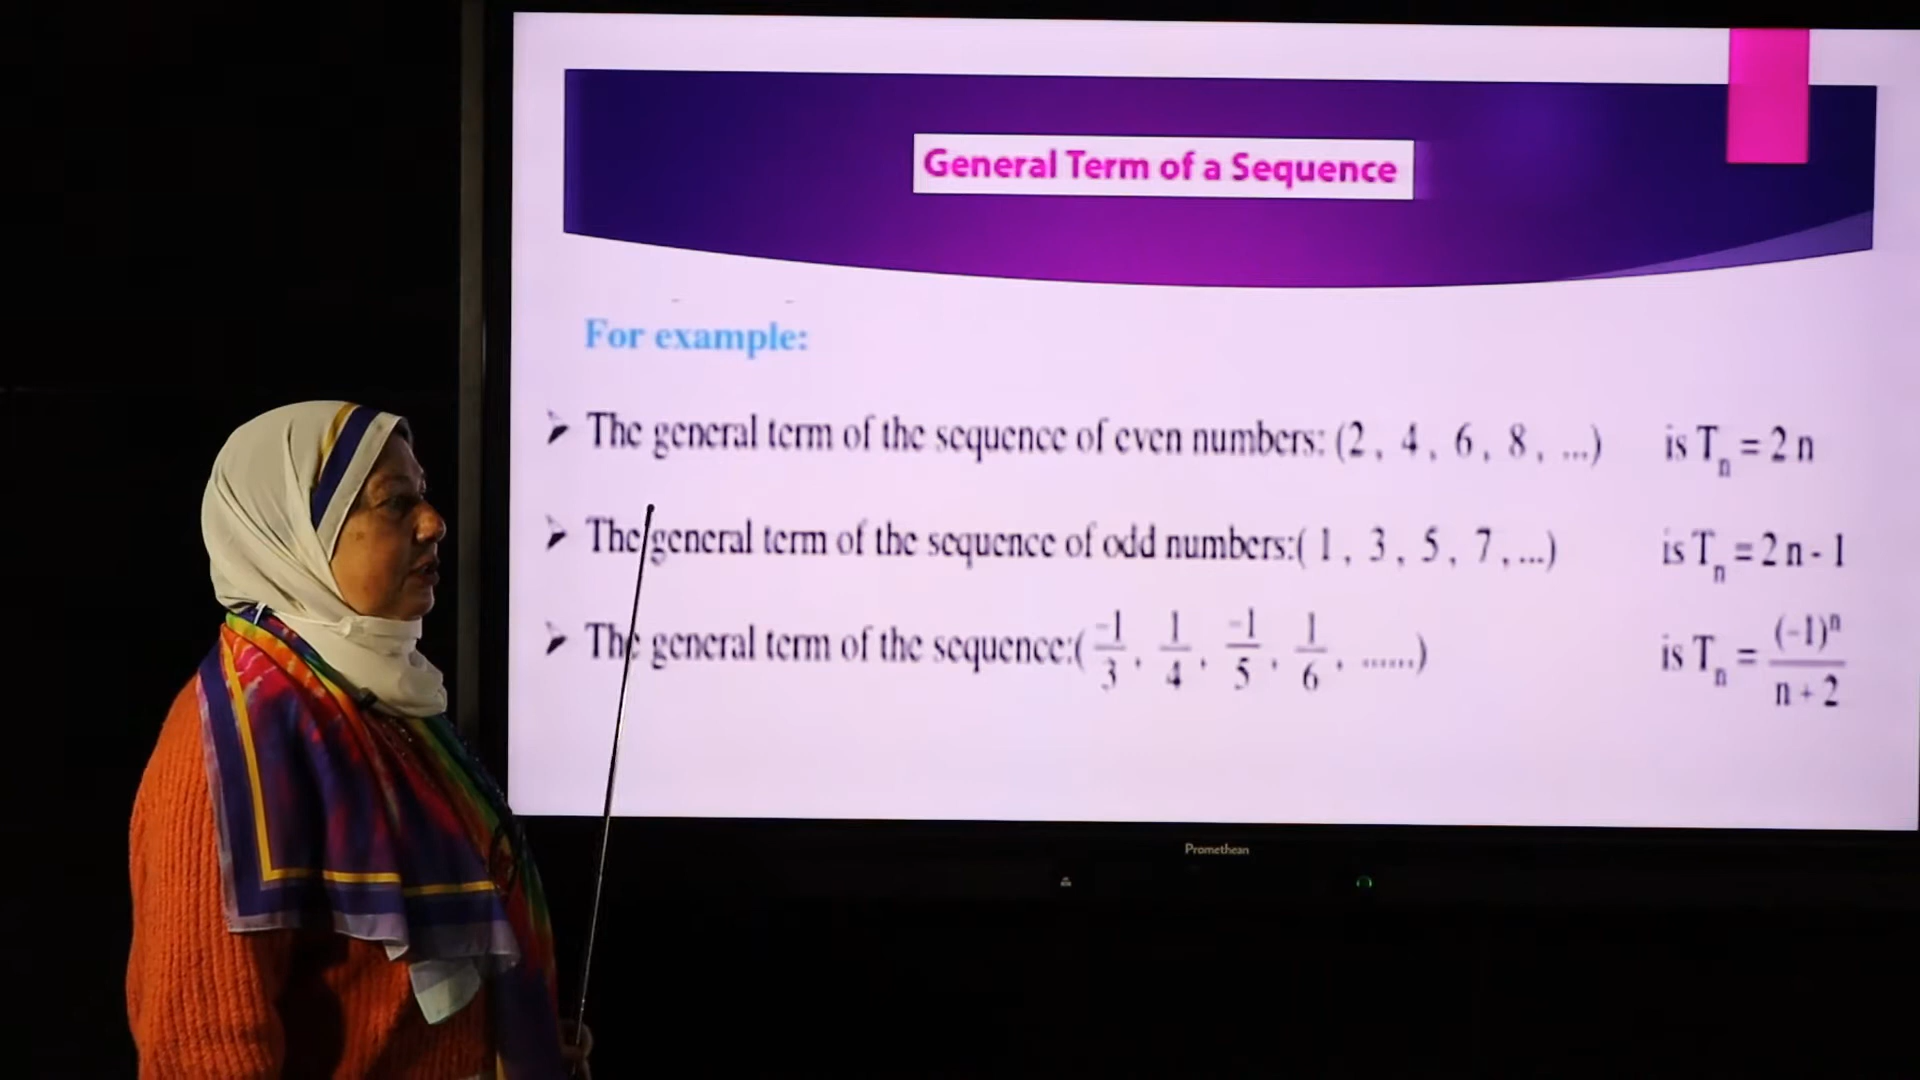 General Term of a Sequence
For example:
➤ The general term of the sequence of even numbers: (2 , 4 , 6 , 8 , ...) is Tₙ = 2 n
➤ The general term of the sequence of odd numbers:( 1 , 3 , 5 , 7 , ...) is Tₙ = 2 n - 1
➤ The general term of the sequence:( -1/3 , 1/4 , -1/5 , 1/6 , ......) is Tₙ = (-1)ⁿ/n + 2
Promethean